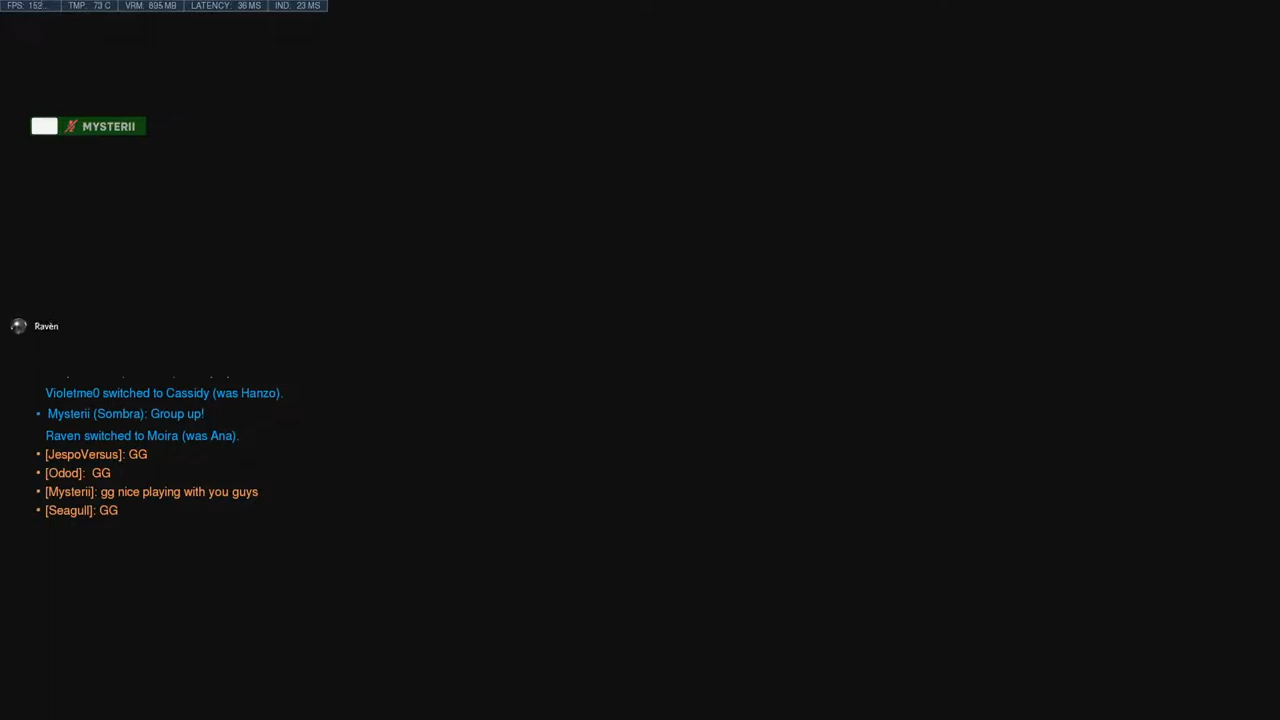 FPS: 152... TMP: 73 C VRM: 895 MB LATENCY: 36 MS IND: 23 MS
MYSTERII
Ravèn
Violetme0 switched to Cassidy (was Hanzo).
Mysterii (Sombra): Group up!
Raven switched to Moira (was Ana).
[JespoVersus]: GG
[Odod]: GG
[Mysterii]: gg nice playing with you guys
[Seagull]: GG